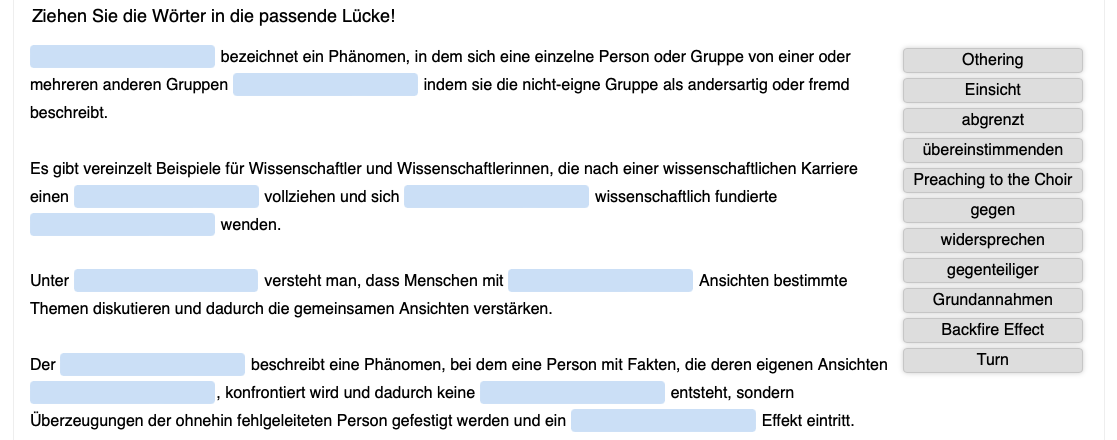 Ziehen Sie die Wörter in die passende Lücke!
bezeichnet ein Phänomen, in dem sich eine einzelne Person oder Gruppe von einer oder
mehreren anderen Gruppen indem sie die nicht-eigne Gruppe als andersartig oder fremd
beschreibt.
Es gibt vereinzelt Beispiele für Wissenschaftler und Wissenschaftlerinnen, die nach einer wissenschaftlichen Karriere
einen vollziehen und sich wissenschaftlich fundierte
wenden.
Unter versteht man, dass Menschen mit Ansichten bestimmte
Themen diskutieren und dadurch die gemeinsamen Ansichten verstärken.
Der beschreibt eine Phänomen, bei dem eine Person mit Fakten, die deren eigenen Ansichten
, konfrontiert wird und dadurch keine entsteht, sondern
Überzeugungen der ohnehin fehlgeleiteten Person gefestigt werden und ein Effekt eintritt.
Othering
Einsicht
abgrenzt
übereinstimmenden
Preaching to the Choir
gegen
widersprechen
gegenteiliger
Grundannahmen
Backfire Effect
Turn